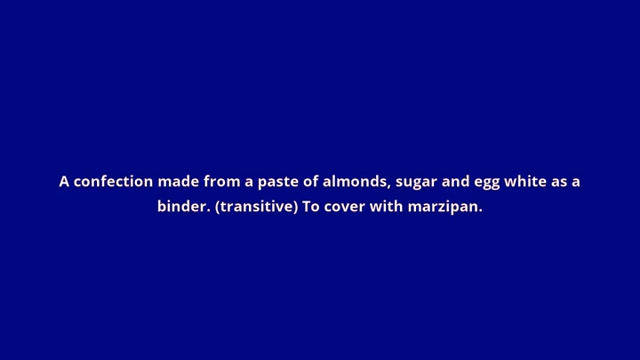 A confection made from a paste of almonds, sugar and egg white as a
binder. (transitive) To cover with marzipan.